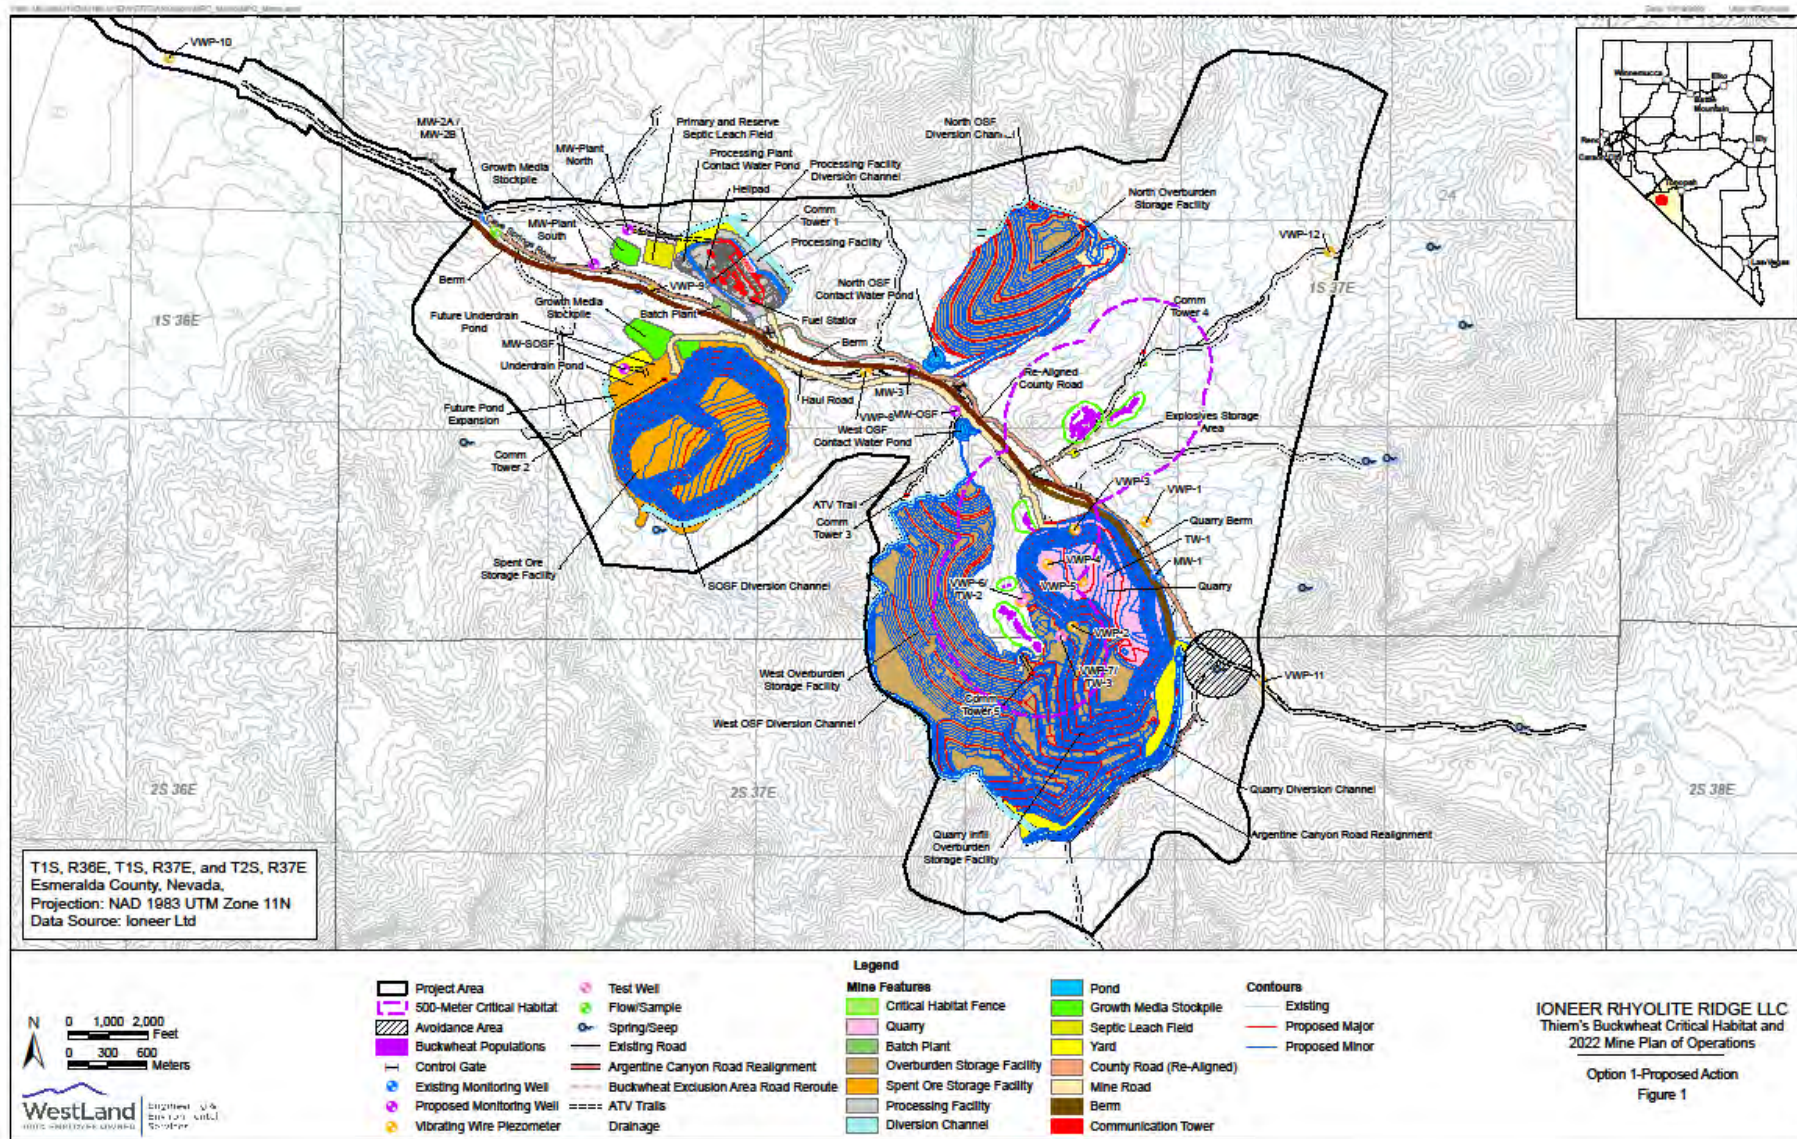 VWP-10
MW-2A /
MW-2B
Growth Media
Stockpile
MW-Plant
North
Primary and Reserve
Septic Leach Field
Processing Plant
Contact Water Pond
Helipad
Processing Facility
Diversion Channel
Comm
Tower 1
Processing Facility
North OSF
North Overburden
Storage Facility
VWP-12
1S 37E
1S 36E
MW-Plant
South
Berm
VWP-9
Growth Media
Stockpile
Batch Plant
Fuel Station
Future Underdrain
Pond
MW-SOSF
Underdrain Pond
Berm
North OSF
Contact Water Pond
Comm
Tower 4
Re-Aligned
County Road
Haul Road
MW-3
VWP-8
MW-OSF
West OSF
Contact Water Pond
Explosives Storage
Area
Future Pond
Expansion
Comm
Tower 2
ATV Trail
Comm
Tower 3
VWP-3
VWP-1
Quarry Berm
TW-1
MW-1
Quarry
Spent Ore
Storage Facility
SOSF Diversion Channel
VWP-4
VWP-5
VWP-6/
TW-2
VWP-2
VWP-7/
TW-3
VWP-11
West Overburden
Storage Facility
West OSF Diversion Channel
Comm
Tower 5
Quarry Diversion Channel
Argentine Canyon Road Realignment
Quarry Infill
Overburden
Storage Facility
2S 36E
2S 37E
2S 38E
Winnemucca
Elko
Battle
Mountain
Reno
Carson City
Ely
Tonopah
Las Vegas
T1S, R36E, T1S, R37E, and T2S, R37E
Esmeralda County, Nevada,
Projection: NAD 1983 UTM Zone 11N
Data Source: Ioneer Ltd
N
0 1,000 2,000
Feet
0 300 600
Meters
WestLand
Legend
Project Area
500-Meter Critical Habitat
Avoidance Area
Buckwheat Populations
Control Gate
Existing Monitoring Well
Proposed Monitoring Well
Vibrating Wire Piezometer
Test Well
Flow/Sample
Spring/Seep
Existing Road
Argentine Canyon Road Realignment
Buckwheat Exclusion Area Road Reroute
ATV Trails
Drainage
Mine Features
Critical Habitat Fence
Quarry
Batch Plant
Overburden Storage Facility
Spent Ore Storage Facility
Processing Facility
Diversion Channel
Pond
Growth Media Stockpile
Septic Leach Field
Yard
County Road (Re-Aligned)
Mine Road
Berm
Communication Tower
Contours
Existing
Proposed Major
Proposed Minor
IONEER RHYOLITE RIDGE LLC
Thiem's Buckwheat Critical Habitat and
2022 Mine Plan of Operations
Option 1-Proposed Action
Figure 1